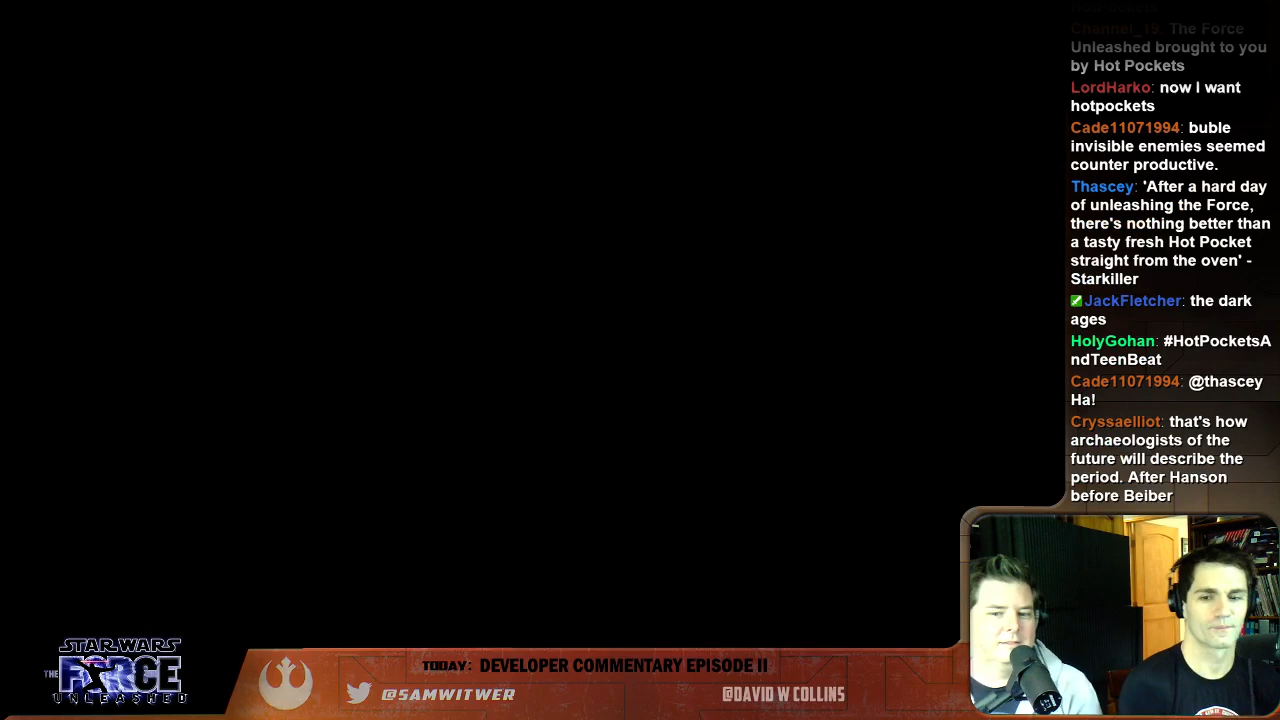 Channel_19: The Force
Unleashed brought to you
by Hot Pockets
LordHarko: now I want
hotpockets
Cade11071994: buble
invisible enemies seemed
counter productive.
Thascey: 'After a hard day
of unleashing the Force,
there's nothing better than
a tasty fresh Hot Pocket
straight from the oven' -
Starkiller
JackFletcher: the dark
ages
HolyGohan: #HotPocketsA
ndTeenBeat
Cade11071994: @thascey
Ha!
Cryssaelliot: that's how
archaeologists of the
future will describe the
period. After Hanson
before Beiber
STAR WARS
THE FORCE
UNLEASHED
TODAY: DEVELOPER COMMENTARY EPISODE II
@SAMWITWER
@DAVID W COLLINS